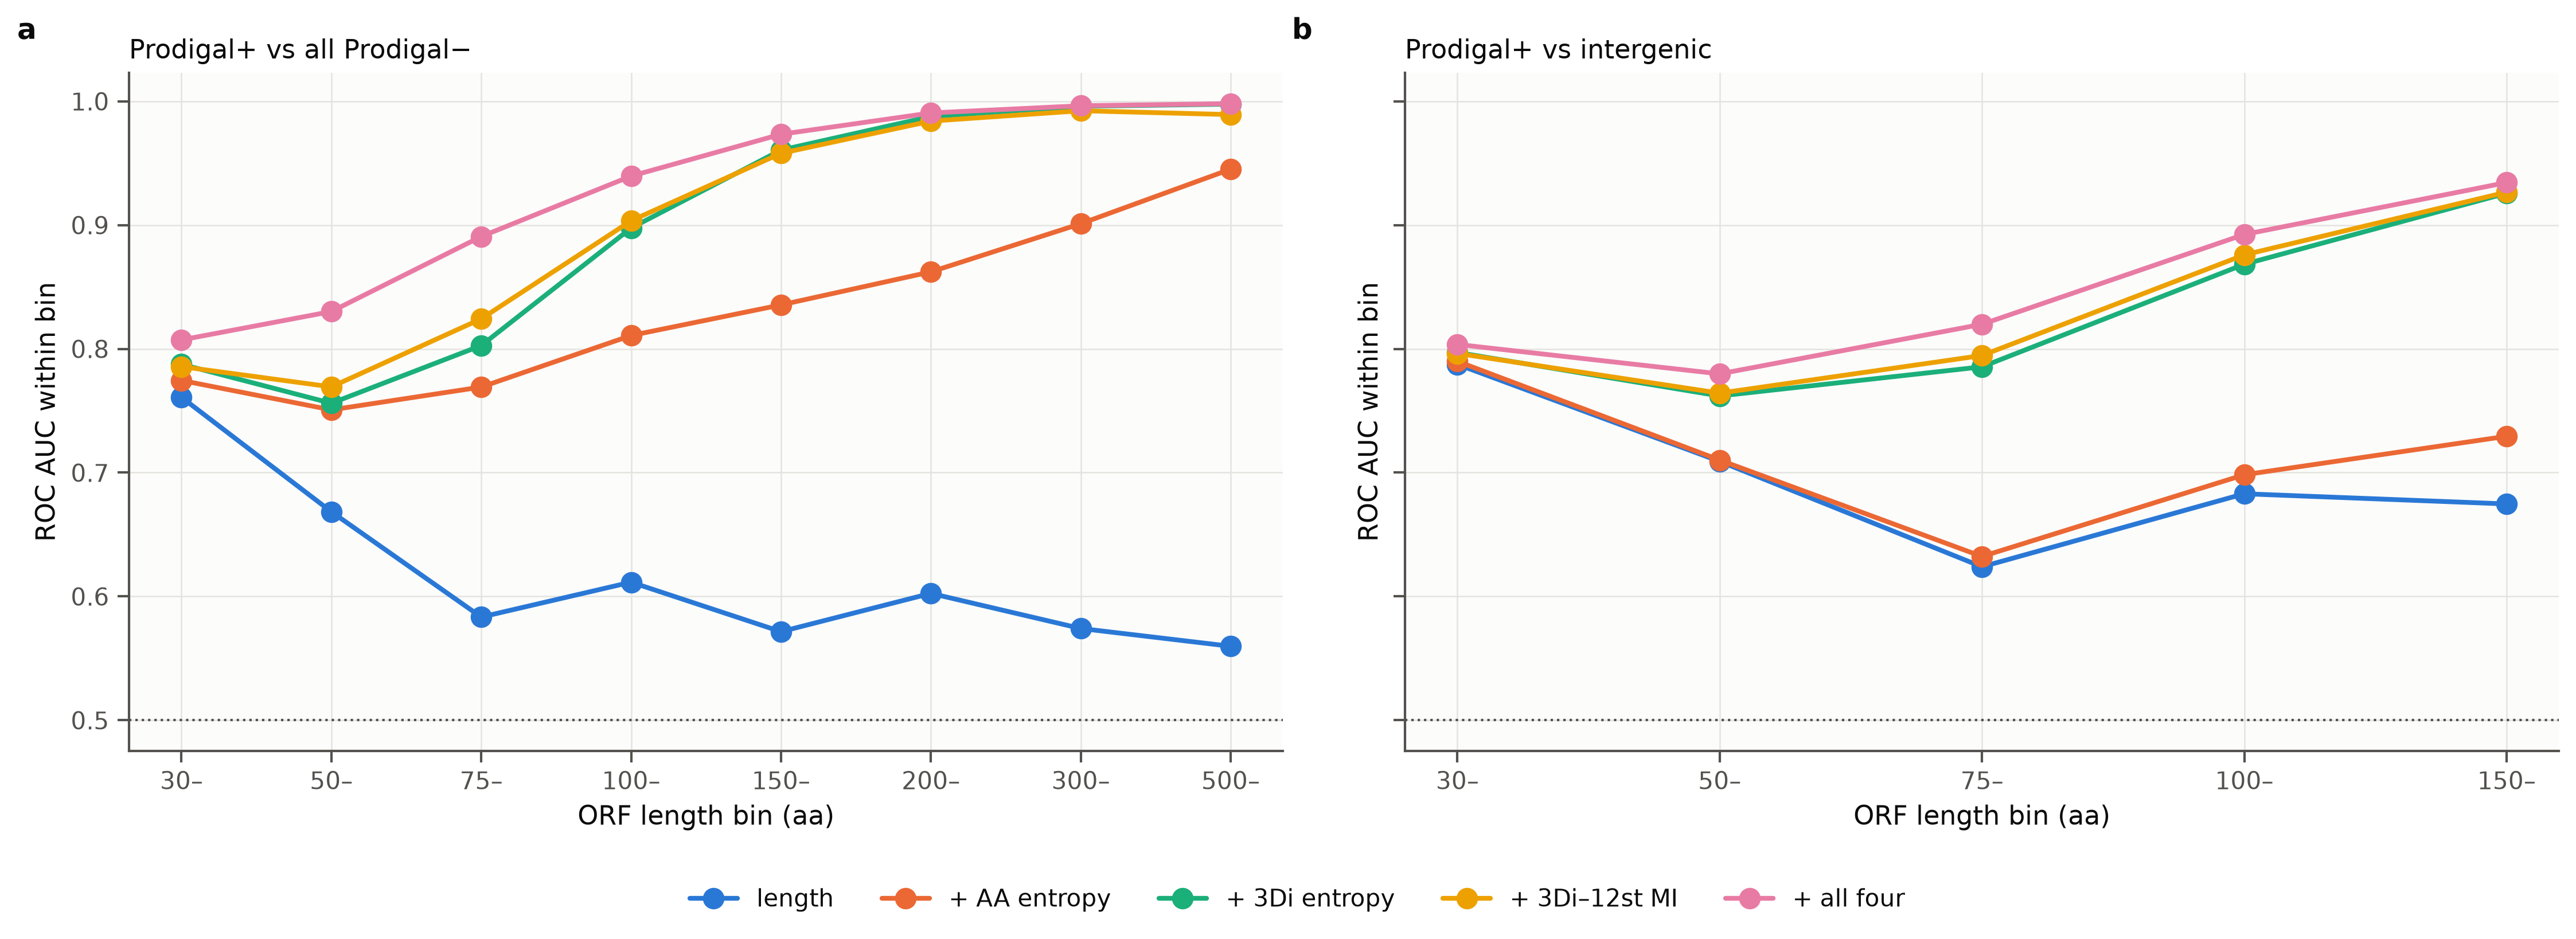 a
Prodigal+ vs all Prodigal−
ROC AUC within bin
1.0
0.9
0.8
0.7
0.6
0.5
30– 50– 75– 100– 150– 200– 300– 500–
ORF length bin (aa)
b
Prodigal+ vs intergenic
ROC AUC within bin
30– 50– 75– 100– 150–
ORF length bin (aa)
length + AA entropy + 3Di entropy + 3Di–12st MI + all four